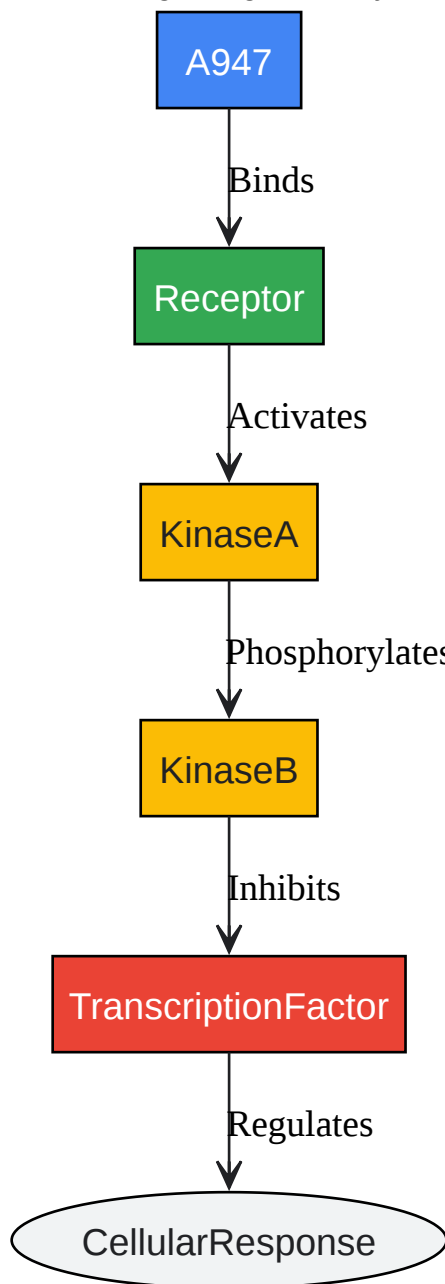 A947
Binds
Receptor
Activates
KinaseA
Phosphorylates
KinaseB
Inhibits
TranscriptionFactor
Regulates
CellularResponse